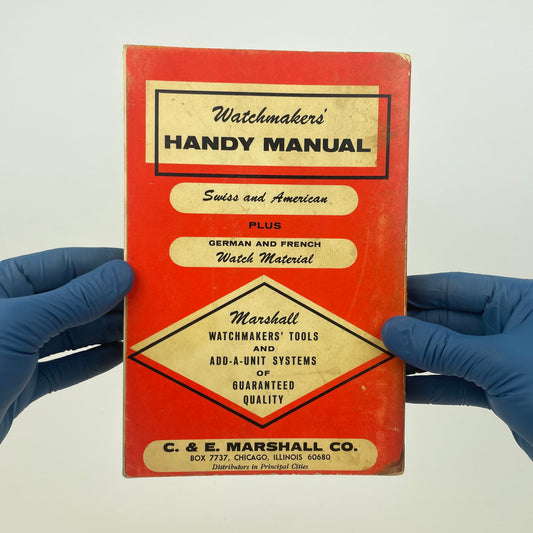 Watchmakers'
HANDY MANUAL
Swiss and American
PLUS
GERMAN AND FRENCH
Watch Material
Marshall
WATCHMAKERS' TOOLS
AND
ADD-A-UNIT SYSTEMS
OF
GUARANTEED
QUALITY
C. & E. MARSHALL CO.
BOX 7737, CHICAGO, ILLINOIS 60680
Distributors in Principal Cities